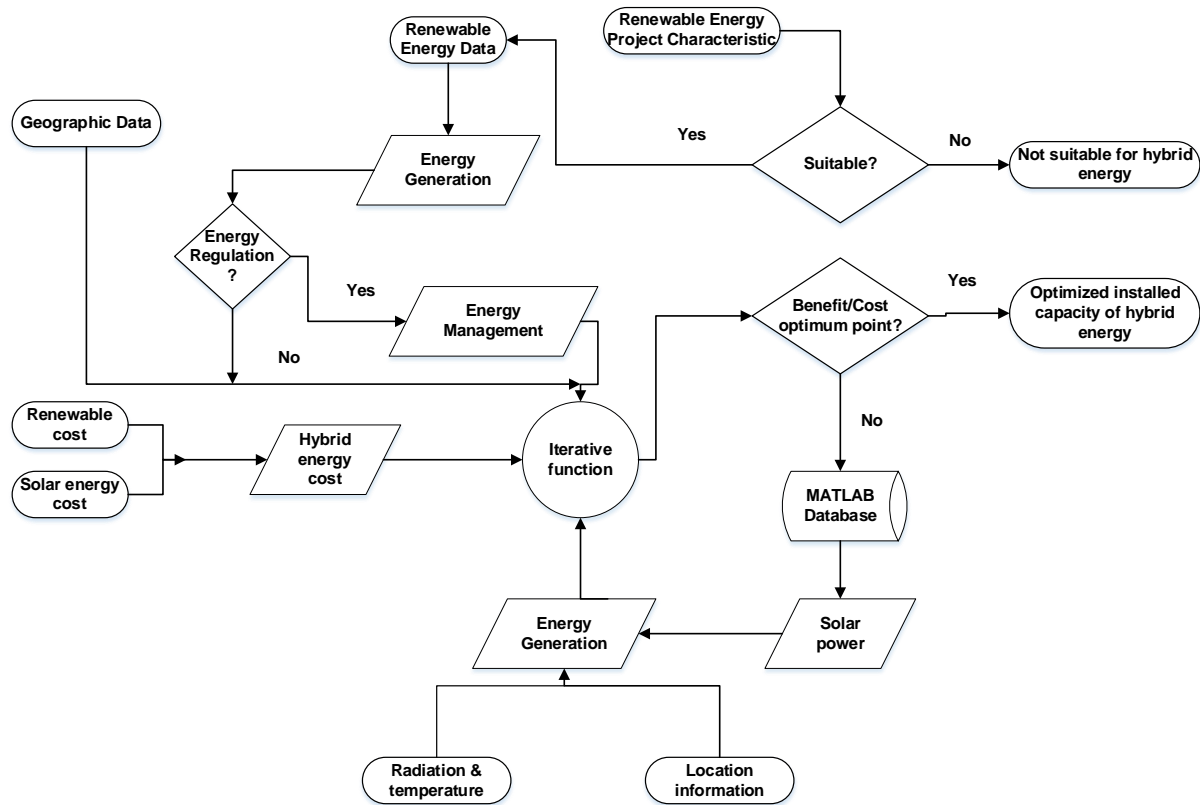 Renewable
Energy Data
Renewable Energy
Project Characteristic
Geographic Data
Energy
Generation
Yes
Suitable?
No
Not suitable for hybrid
energy
Energy
Regulation
?
Yes
Energy
Management
No
Benefit/Cost
optimum point?
Yes
Optimized installed
capacity of hybrid
energy
No
Renewable
cost
Solar energy
cost
Hybrid
energy
cost
Iterative
function
MATLAB
Database
Energy
Generation
Solar
power
Radiation &
temperature
Location
information